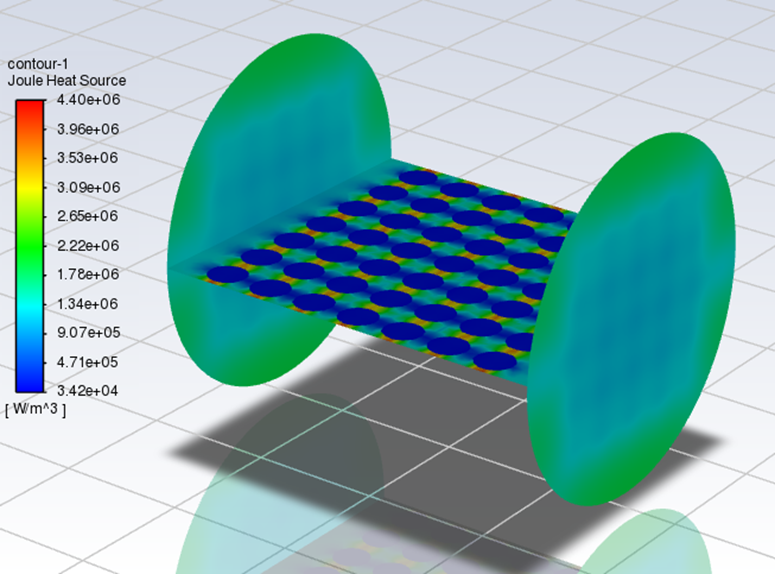 contour-1
Joule Heat Source
4.40e+06
3.96e+06
3.53e+06
3.09e+06
2.65e+06
2.22e+06
1.78e+06
1.34e+06
9.07e+05
4.71e+05
3.42e+04
[ W/m^3 ]